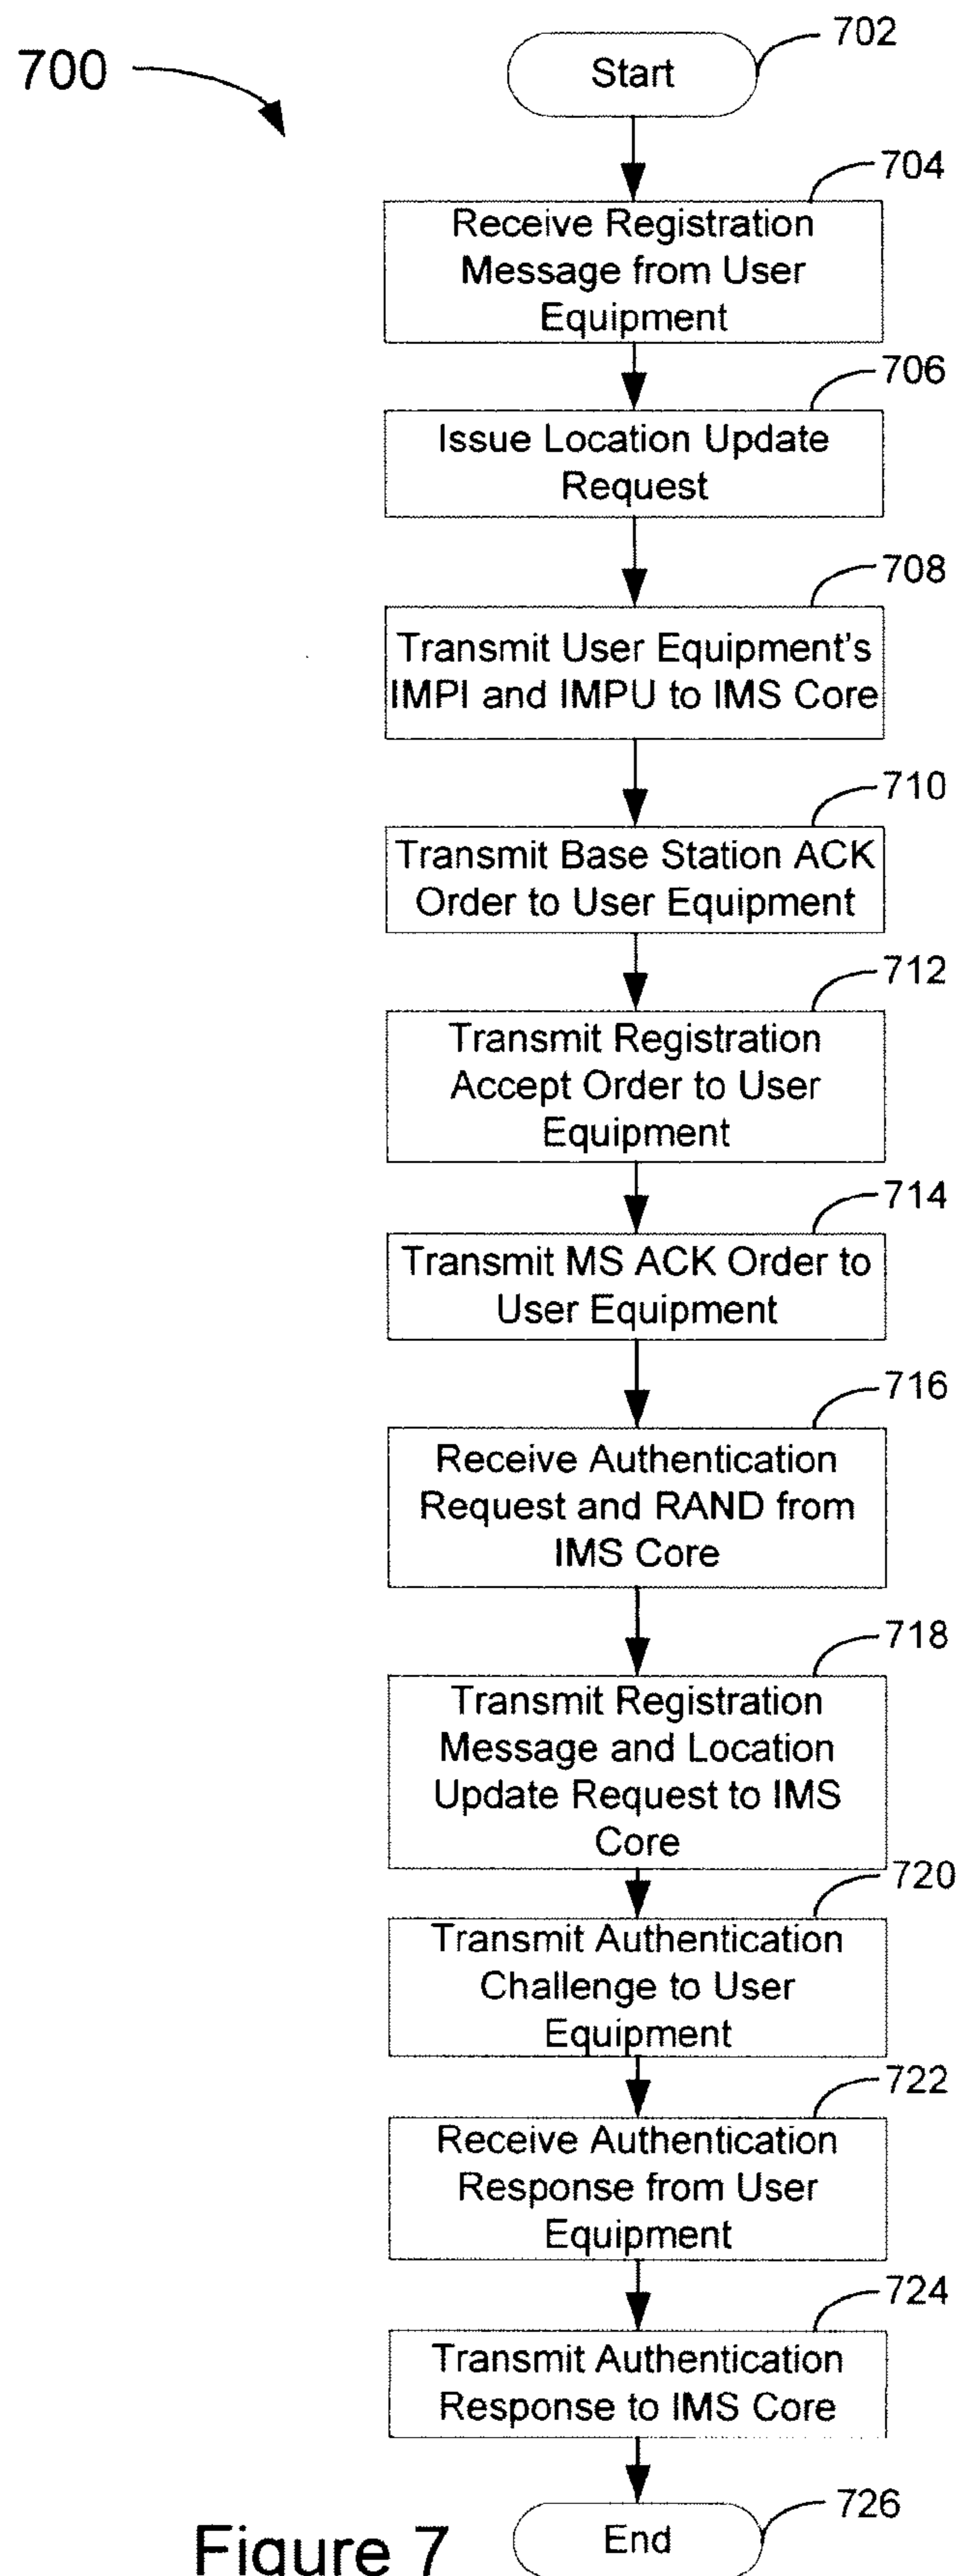 700
702
Start
704
Receive Registration
Message from User
Equipment
706
Issue Location Update
Request
708
Transmit User Equipment's
IMPI and IMPU to IMS Core
710
Transmit Base Station ACK
Order to User Equipment
712
Transmit Registration
Accept Order to User
Equipment
714
Transmit MS ACK Order to
User Equipment
716
Receive Authentication
Request and RAND from
IMS Core
718
Transmit Registration
Message and Location
Update Request to IMS
Core
720
Transmit Authentication
Challenge to User
Equipment
722
Receive Authentication
Response from User
Equipment
724
Transmit Authentication
Response to IMS Core
726
End
Figure 7